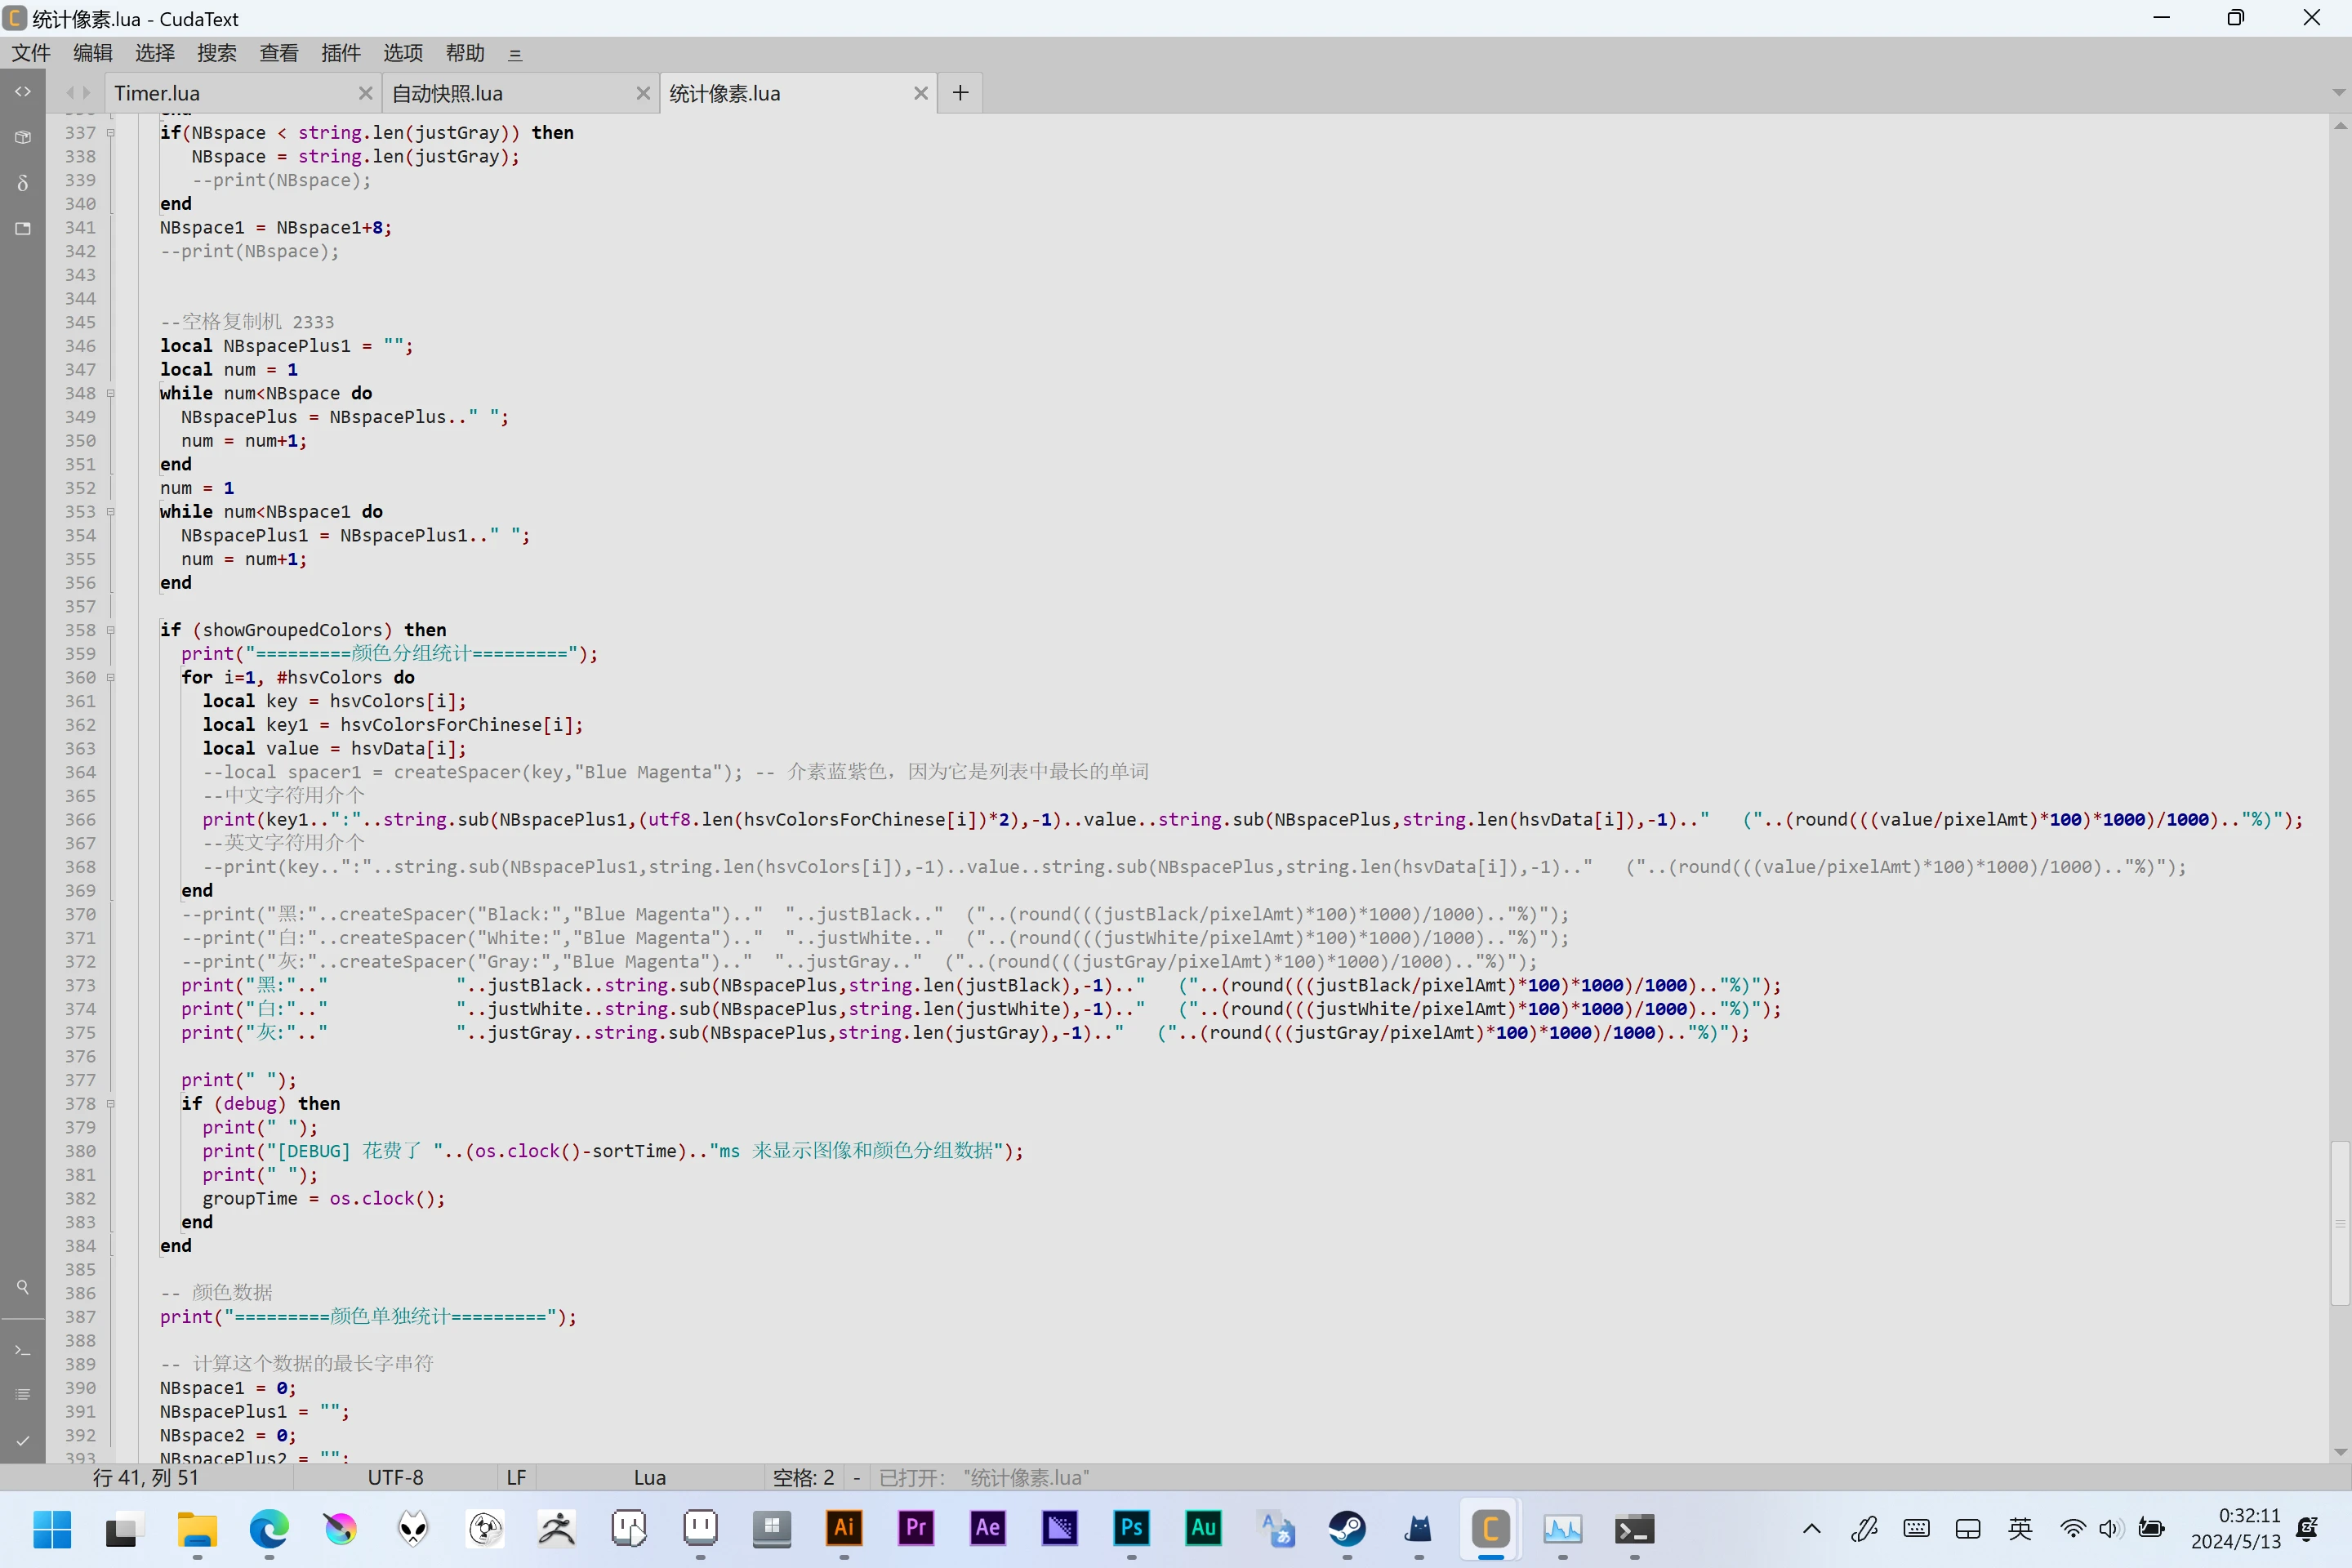 统计像素.lua - CudaText
文件 编辑 选择 搜索 查看 插件 选项 帮助 三
Timer.lua 自动快照.lua 统计像素.lua
337 if(NBspace < string.len(justGray)) then
338 NBspace = string.len(justGray);
339 --print(NBspace);
340 end
341 NBspace1 = NBspace1+8;
342 --print(NBspace);
343
344
345 --空格复制机 2333
346 local NBspacePlus1 = "";
347 local num = 1
348 while num<NBspace do
349 NBspacePlus = NBspacePlus.." ";
350 num = num+1;
351 end
352 num = 1
353 while num<NBspace1 do
354 NBspacePlus1 = NBspacePlus1.." ";
355 num = num+1;
356 end
357
358 if (showGroupedColors) then
359 print("=========颜色分组统计=========");
360 for i=1, #hsvColors do
361 local key = hsvColors[i];
362 local key1 = hsvColorsForChinese[i];
363 local value = hsvData[i];
364 --local spacer1 = createSpacer(key,"Blue Magenta"); -- 介素蓝紫色，因为它是列表中最长的单词
365 --中文字符用介个
366 print(key1..":"..string.sub(NBspacePlus1,(utf8.len(hsvColorsForChinese[i])*2),-1)..value..string.sub(NBspacePlus,string.len(hsvData[i]),-1).."   ("..(round(((value/pixelAmt)*100)*1000)/1000).."%)");
367 --英文字符用介个
368 --print(key..":"..string.sub(NBspacePlus1,string.len(hsvColors[i]),-1)..value..string.sub(NBspacePlus,string.len(hsvData[i]),-1).."   ("..(round(((value/pixelAmt)*100)*1000)/1000).."%)");
369 end
370 --print("黑:"..createSpacer("Black:","Blue Magenta").."  "..justBlack.."  ("..(round(((justBlack/pixelAmt)*100)*1000)/1000).."%)");
371 --print("白:"..createSpacer("White:","Blue Magenta").."  "..justWhite.."  ("..(round(((justWhite/pixelAmt)*100)*1000)/1000).."%)");
372 --print("灰:"..createSpacer("Gray:","Blue Magenta").."  "..justGray.."  ("..(round(((justGray/pixelAmt)*100)*1000)/1000).."%)");
373 print("黑:".."            "..justBlack..string.sub(NBspacePlus,string.len(justBlack),-1).."   ("..(round(((justBlack/pixelAmt)*100)*1000)/1000).."%)");
374 print("白:".."            "..justWhite..string.sub(NBspacePlus,string.len(justWhite),-1).."   ("..(round(((justWhite/pixelAmt)*100)*1000)/1000).."%)");
375 print("灰:".."            "..justGray..string.sub(NBspacePlus,string.len(justGray),-1).."   ("..(round(((justGray/pixelAmt)*100)*1000)/1000).."%)");
376
377 print(" ");
378 if (debug) then
379 print(" ");
380 print("[DEBUG] 花费了 "..(os.clock()-sortTime).."ms 来显示图像和颜色分组数据");
381 print(" ");
382 groupTime = os.clock();
383 end
384 end
385
386 -- 颜色数据
387 print("=========颜色单独统计=========");
388
389 -- 计算这个数据的最长字串符
390 NBspace1 = 0;
391 NBspacePlus1 = "";
392 NBspace2 = 0;
393 NBspacePlus2 = "";
行 41, 列 51 UTF-8 LF Lua 空格: 2 - 已打开: "统计像素.lua"
Ai Pr Ae Ps Au A あ C 英 0:32:11
2024/5/13